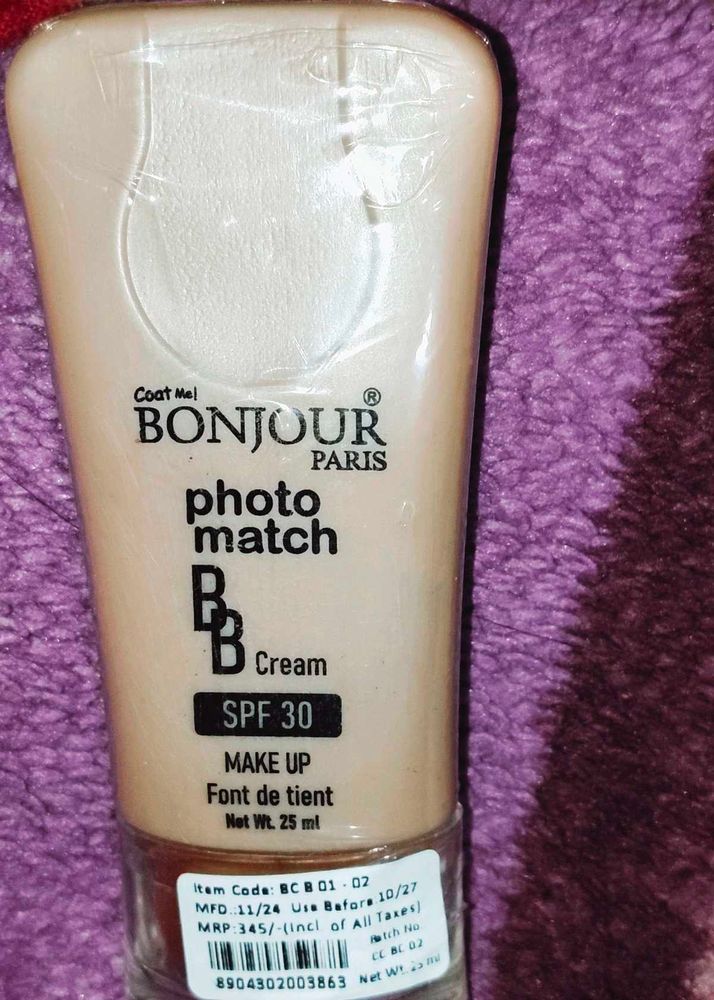 Coat Me!
BONJOUR®
PARIS
photo
match
BB Cream
SPF 30
MAKE UP
Font de tient
Net Wt. 25 ml
Item Code: BC B 01 - 02
MFD.:11/24 Use Before 10/27
MRP:345/-(Incl. of All Taxes)
Batch No
CC BC 02
8904302003863 Net Wt. 25 ml